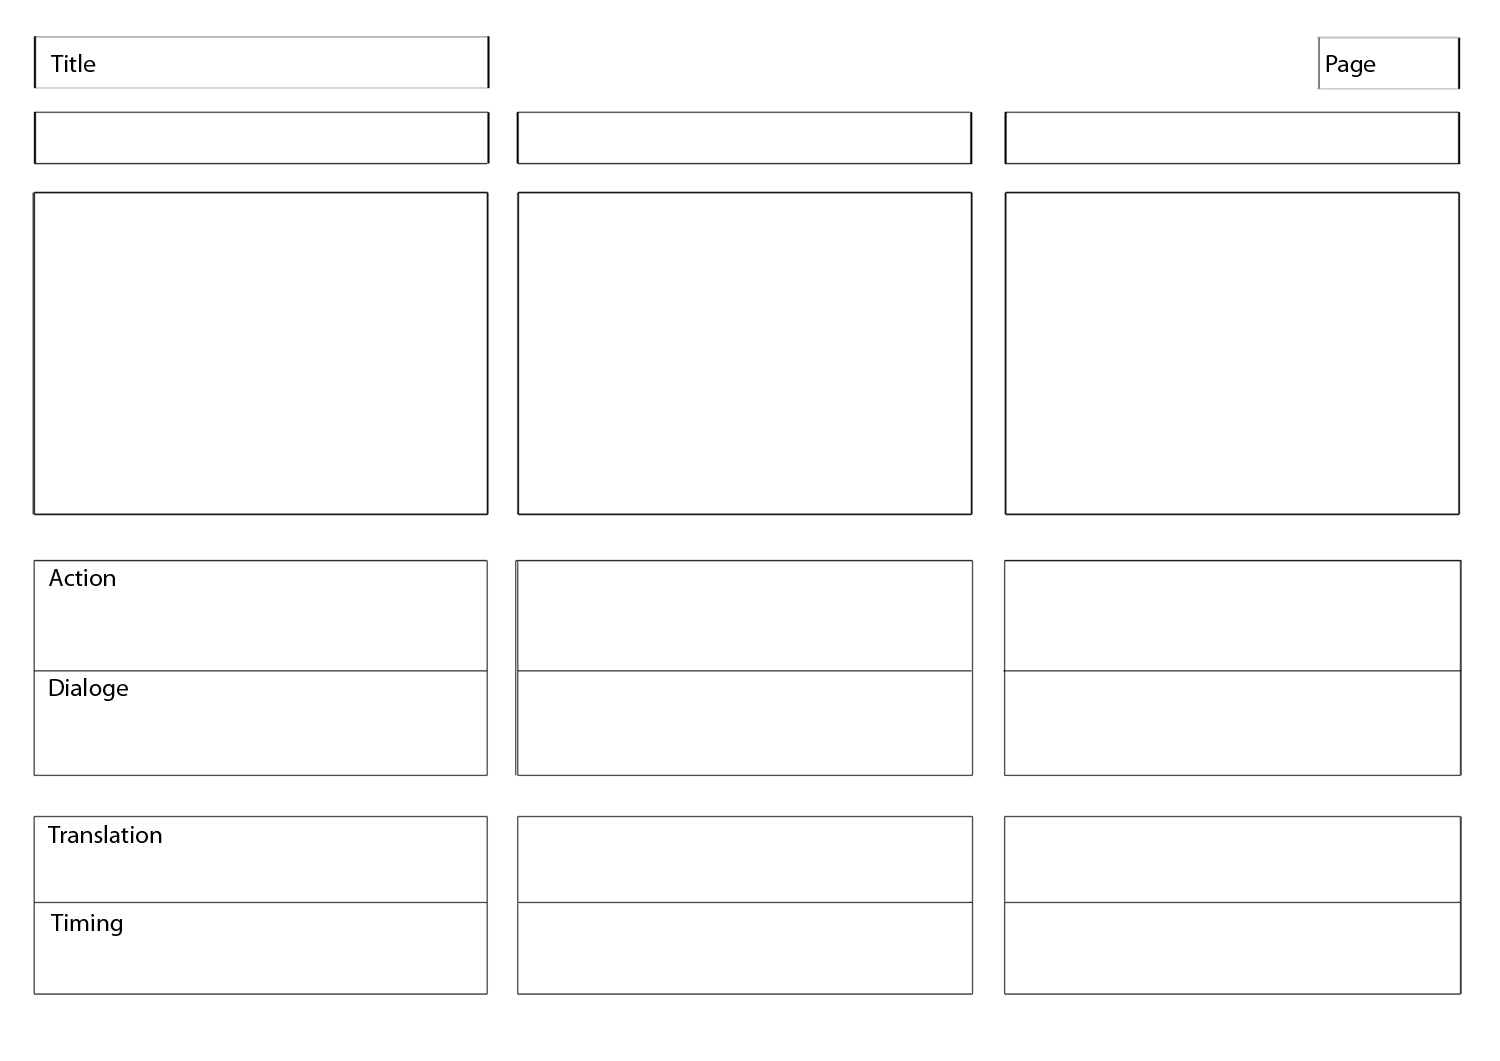 Title
Page
Action
Dialoge
Translation
Timing